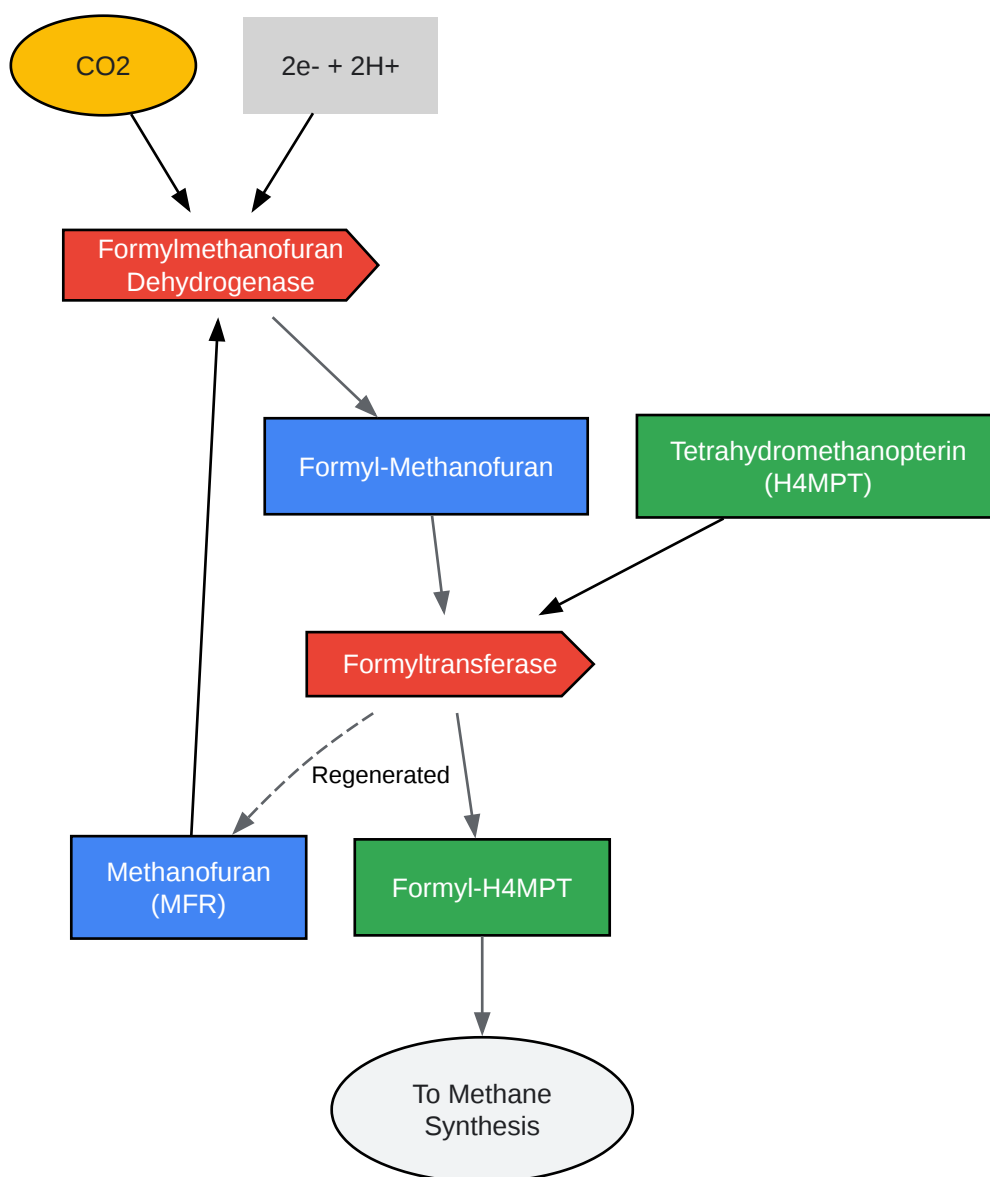 CO2
2e- + 2H+
Formylmethanofuran
Dehydrogenase
Formyl-Methanofuran
Tetrahydromethanopterin
(H4MPT)
Formyltransferase
Regenerated
Methanofuran
(MFR)
Formyl-H4MPT
To Methane
Synthesis